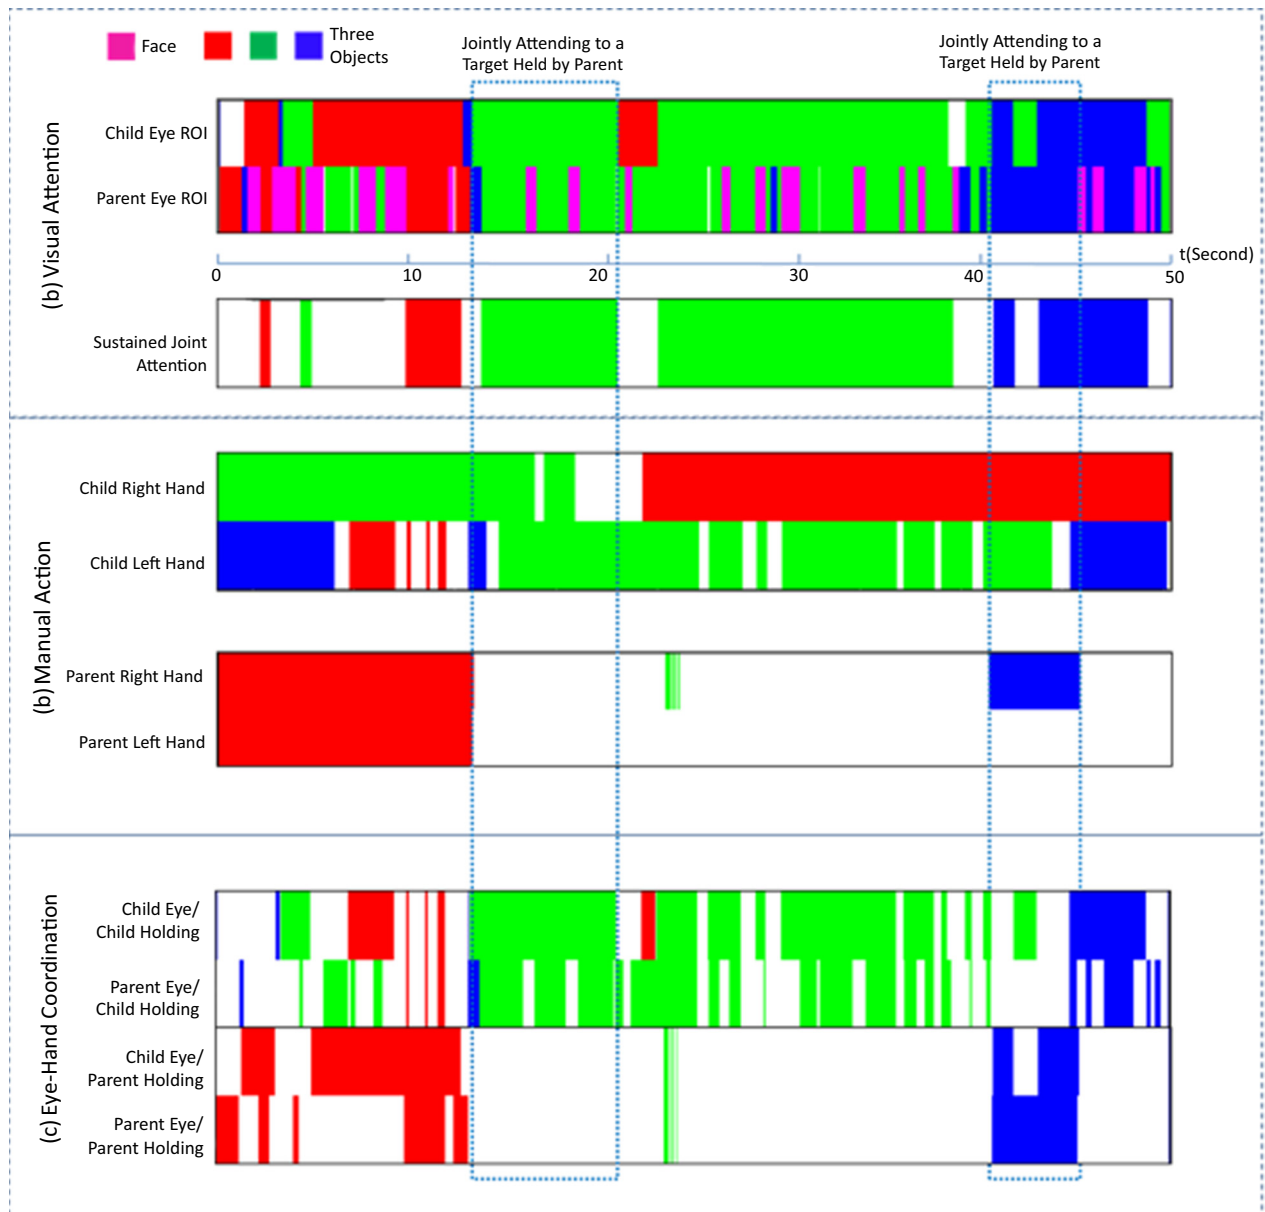 Face
Three
Objects
Jointly Attending to a
Target Held by Parent
Jointly Attending to a
Target Held by Parent
(b) Visual Attention
Child Eye ROI
Parent Eye ROI
t(Second)
0 10 20 30 40 50
Sustained Joint
Attention
(b) Manual Action
Child Right Hand
Child Left Hand
Parent Right Hand
Parent Left Hand
(c) Eye-Hand Coordination
Child Eye/
Child Holding
Parent Eye/
Child Holding
Child Eye/
Parent Holding
Parent Eye/
Parent Holding